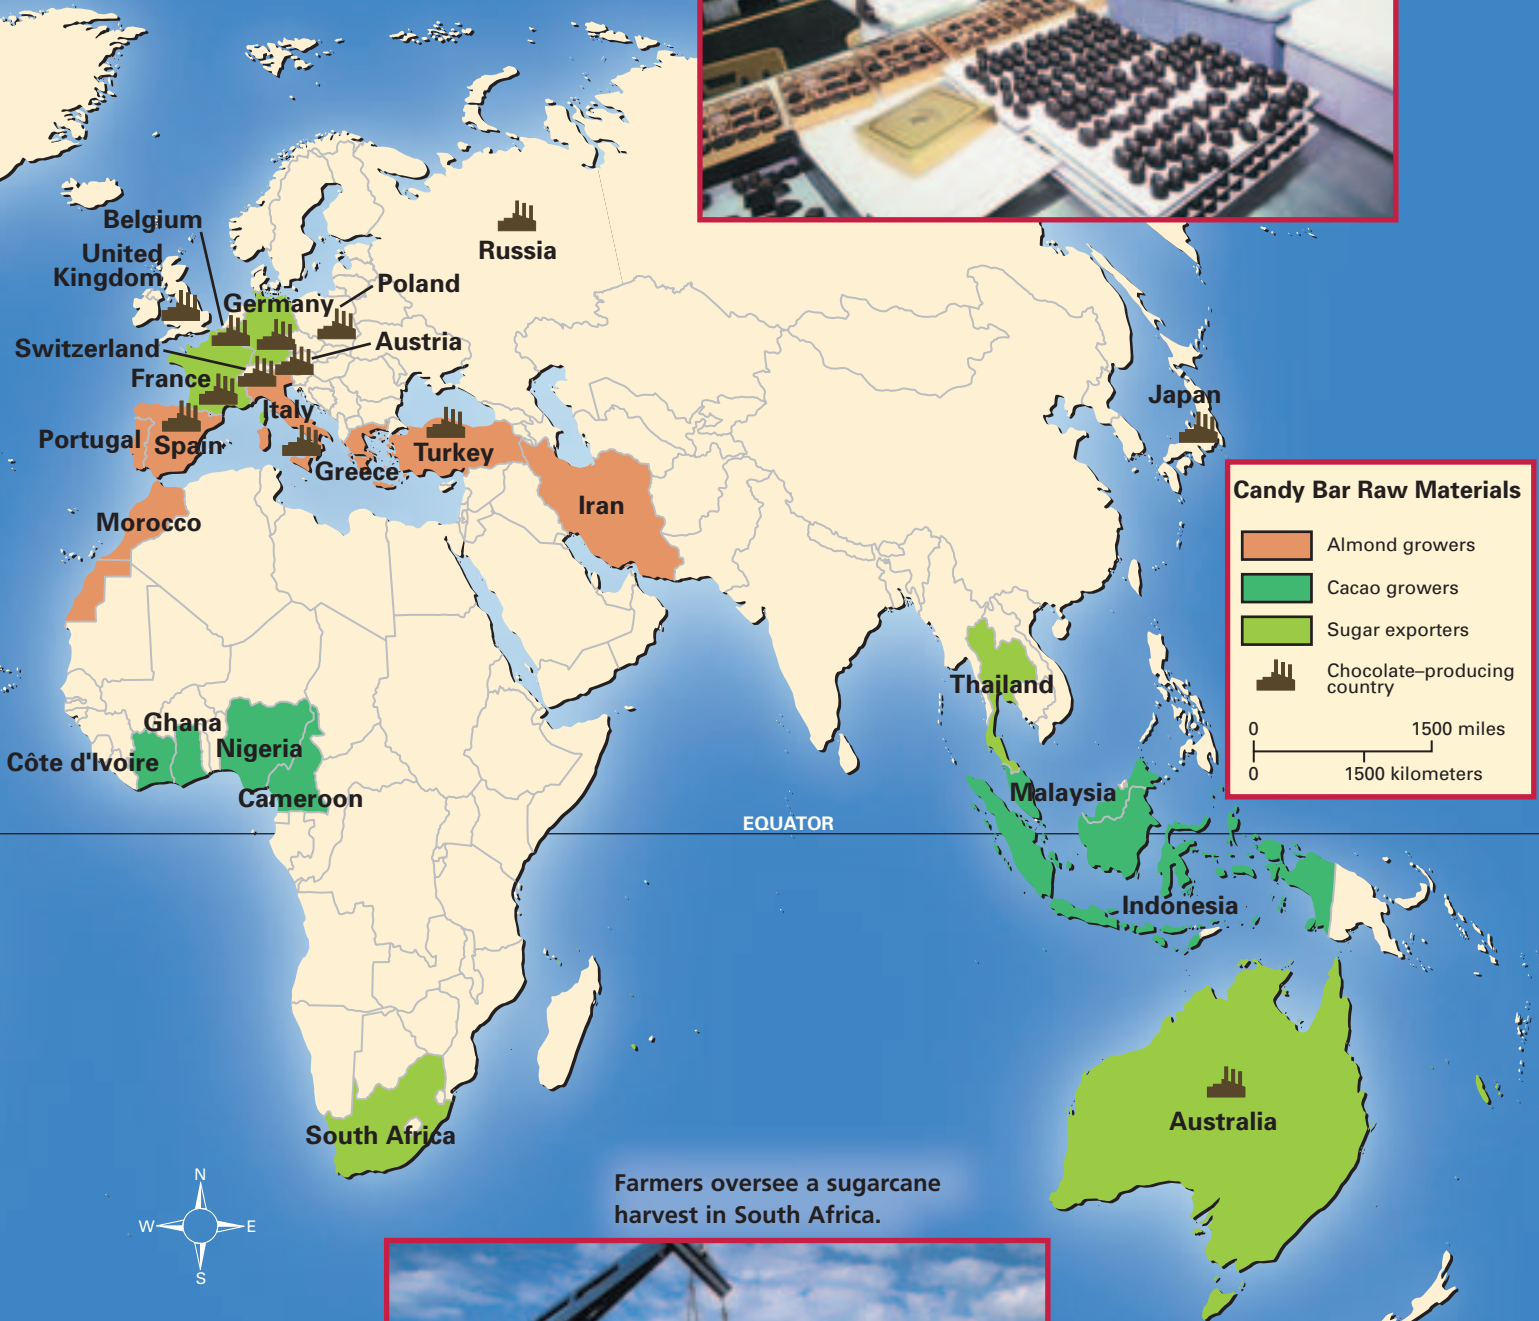 Belgium
United
Kingdom
Russia
Poland
Germany
Switzerland
Austria
France
Italy
Portugal
Spain
Greece
Turkey
Iran
Morocco
Japan
Candy Bar Raw Materials
Almond growers
Cacao growers
Sugar exporters
Chocolate–producing
country
0 1500 miles
0 1500 kilometers
Thailand
Ghana
Nigeria
Côte d'Ivoire
Cameroon
Malaysia
EQUATOR
Indonesia
Australia
South Africa
N
W E
S
Farmers oversee a sugarcane
harvest in South Africa.